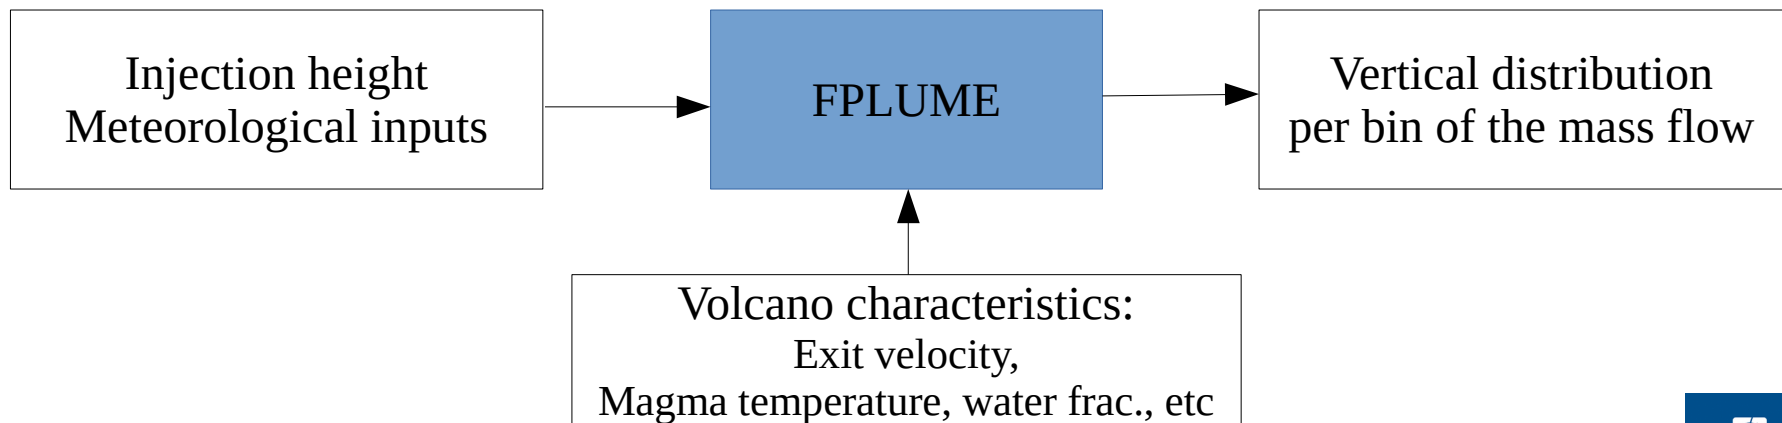 Injection height
Meteorological inputs
FPLUME
Vertical distribution
per bin of the mass flow
Volcano characteristics:
Exit velocity,
Magma temperature, water frac., etc